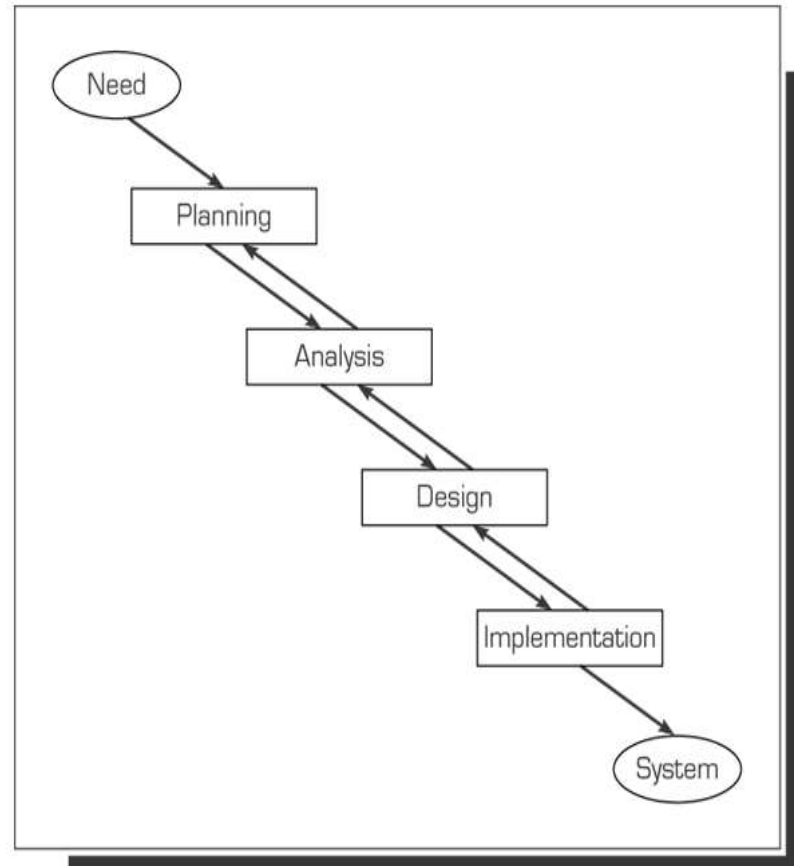 Need
Planning
Analysis
Design
Implementation
System